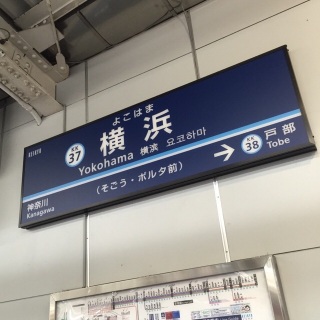 よこはま
KK
37
横浜
Yokohama 横滨 요코하마
(そごう・ポルタ前)
神奈川
Kanagawa
→
KK
38
戸部
Tobe